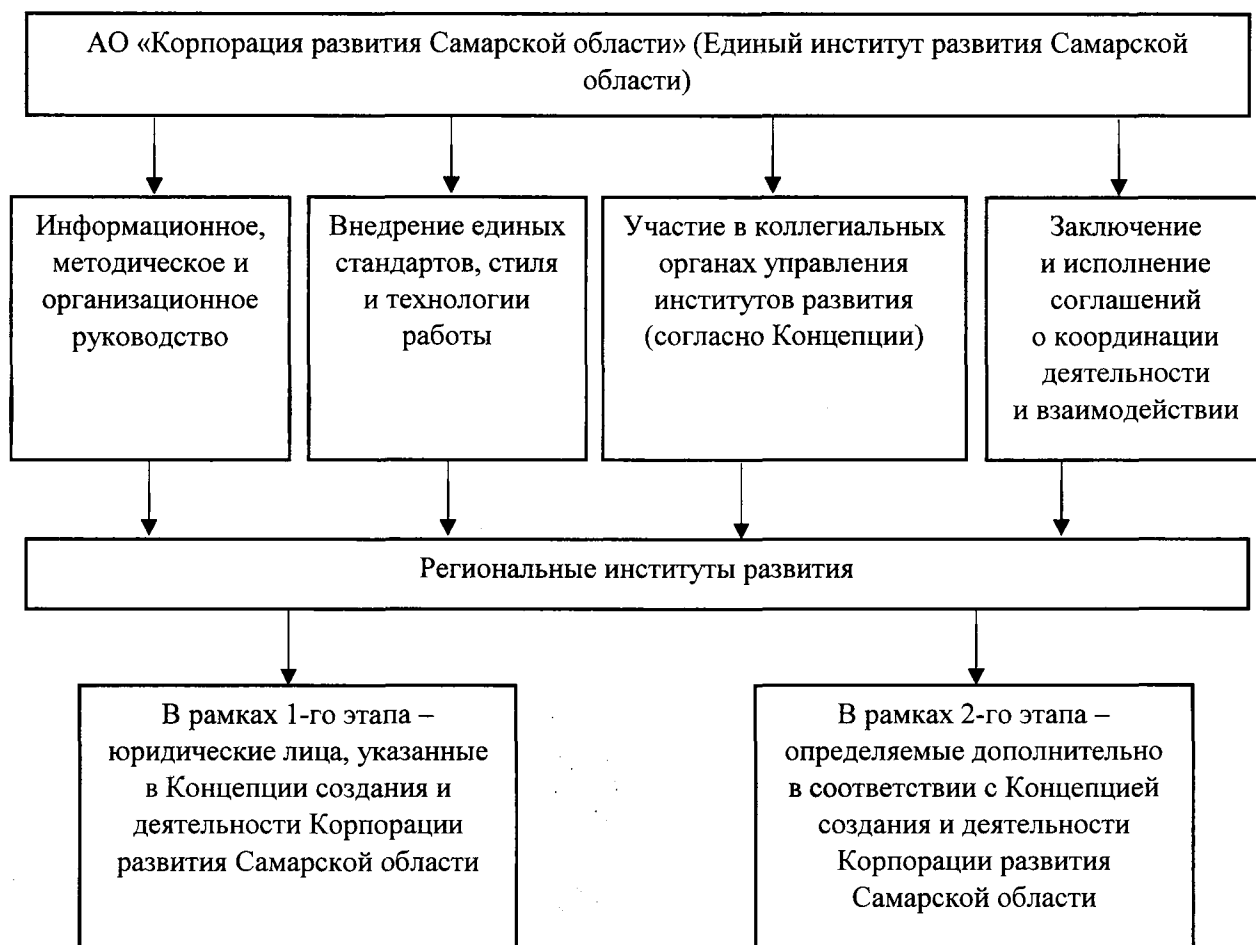 АО «Корпорация развития Самарской области» (Единый институт развития Самарской
области)
Информационное,
методическое и
организационное
руководство
Внедрение единых
стандартов, стиля
и технологии
работы
Участие в коллегиальных
органах управления
институтов развития
(согласно Концепции)
Заключение
и исполнение
соглашений
о координации
деятельности
и взаимодействии
Региональные институты развития
В рамках 1-го этапа –
юридические лица, указанные
в Концепции создания и
деятельности Корпорации
развития Самарской области
В рамках 2-го этапа –
определяемые дополнительно
в соответствии с Концепцией
создания и деятельности
Корпорации развития
Самарской области